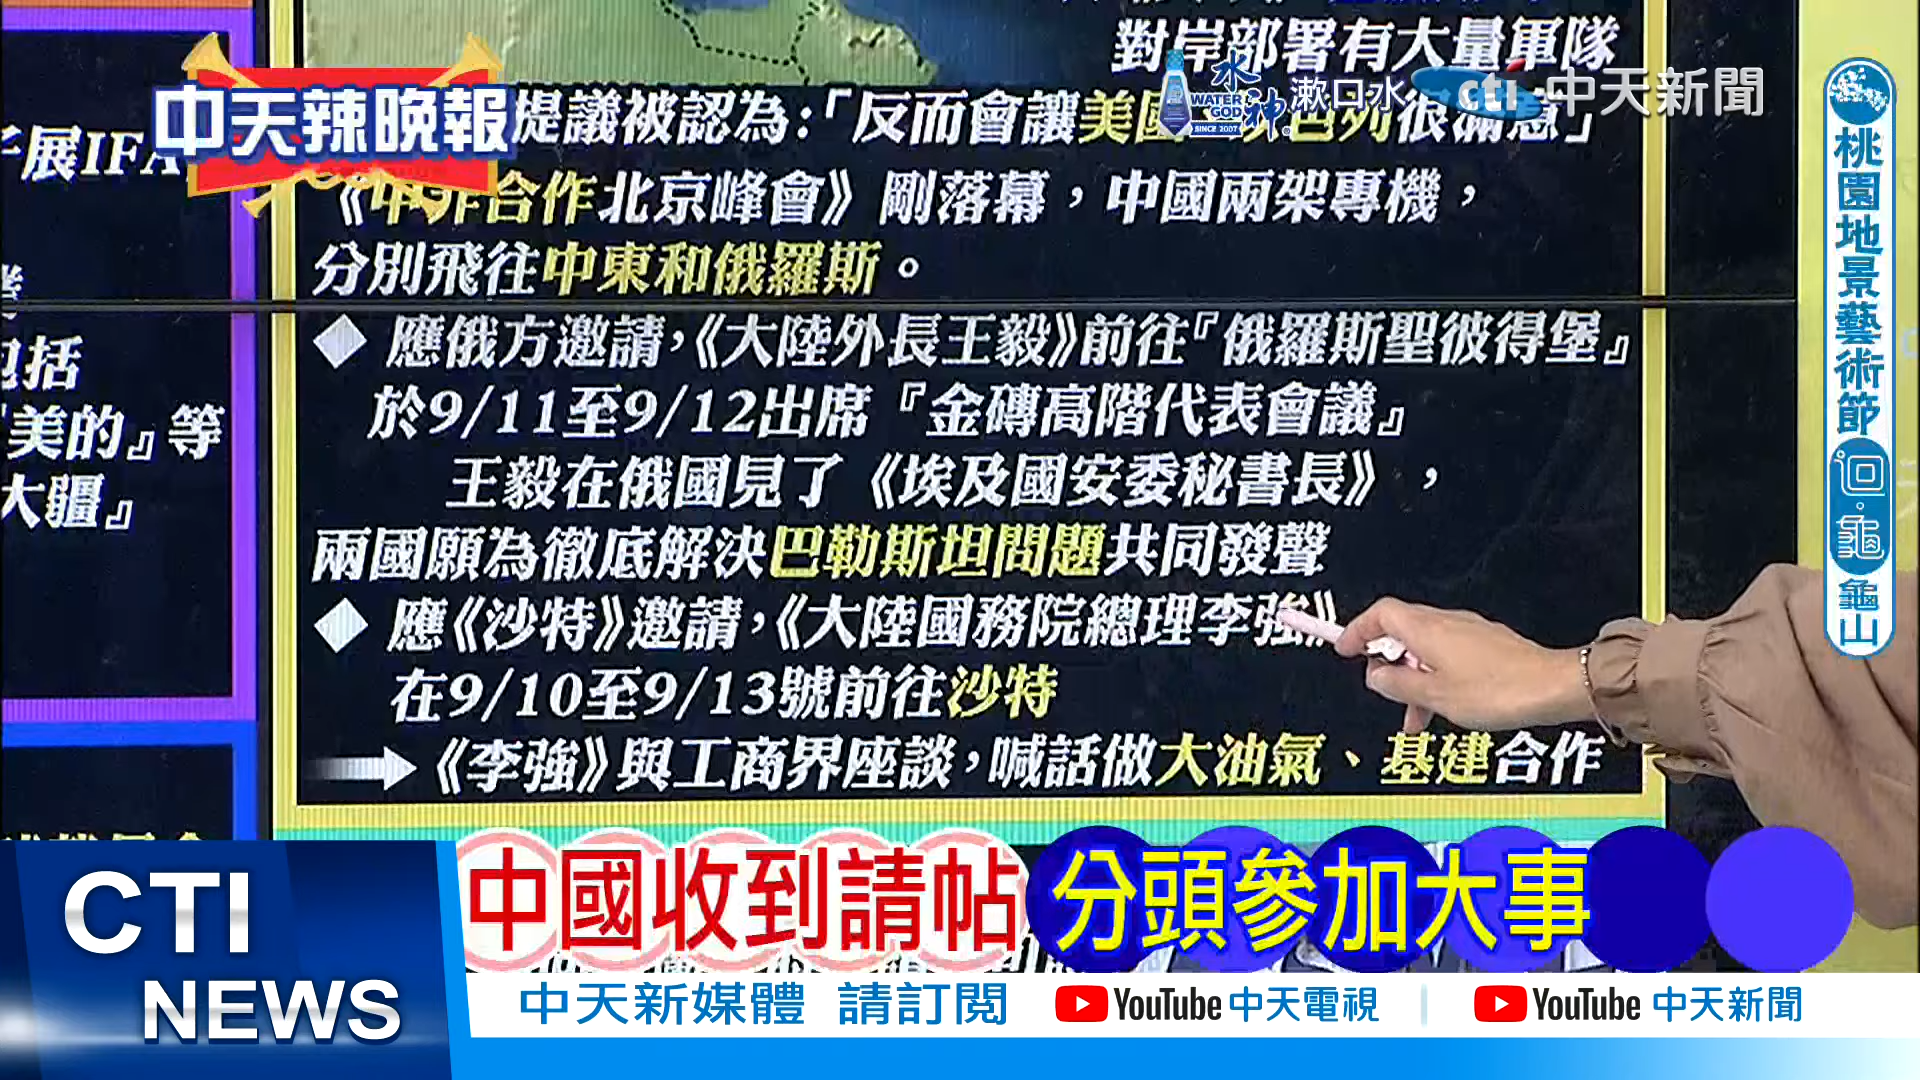 對岸部署有大量軍隊
中天辣晚報
提議被認為:「反而會讓美國
很滿意」
水神
WATER GOD
SINCE 2007
漱口水
cti 中天新聞
展IFA
《中非合作北京峰會》剛落幕，中國兩架專機，
分別飛往中東和俄羅斯。
◆ 應俄方邀請，《大陸外長王毅》前往『俄羅斯聖彼得堡』
於9/11至9/12出席『金磚高階代表會議』
王毅在俄國見了《埃及國安委秘書長》，
兩國願為徹底解決巴勒斯坦問題共同發聲
◆ 應《沙特》邀請，《大陸國務院總理李強》
在9/10至9/13號前往沙特
→《李強》與工商界座談，喊話做大油氣、基建合作
包括
『美的』等
大疆』
桃園地景藝術節
迴·龜
龜山
中國收到請帖 分頭參加大事
CTI
NEWS
中天新媒體 請訂閱 YouTube 中天電視 | YouTube 中天新聞